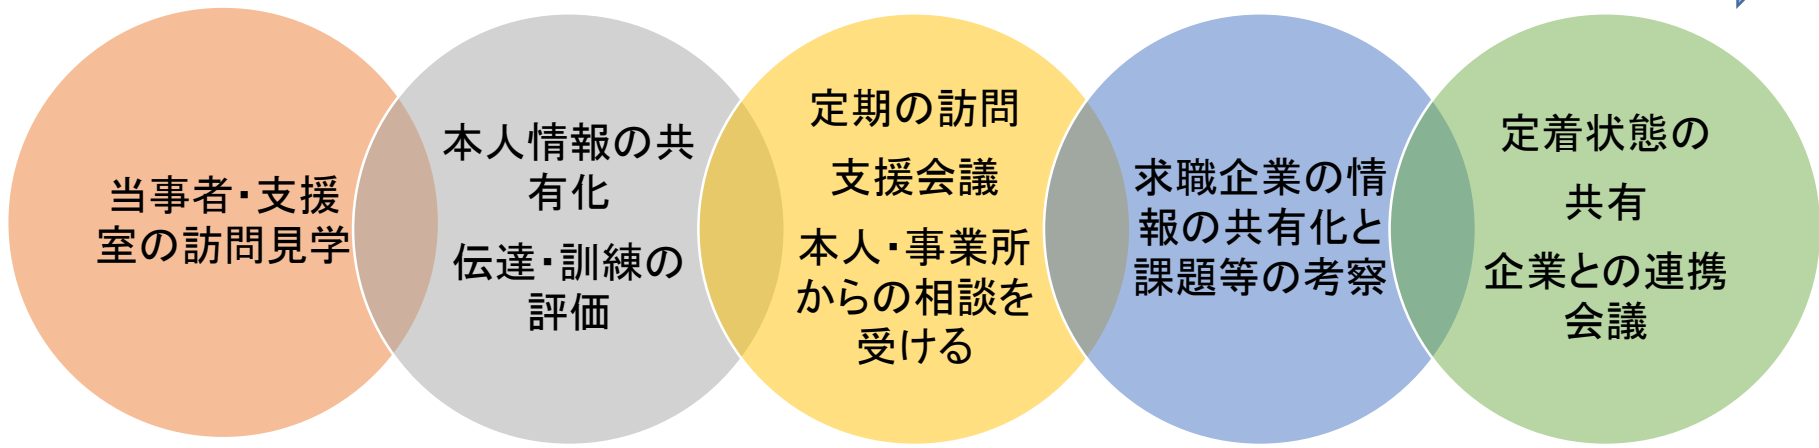 当事者・支援
室の訪問見学
本人情報の共
有化
伝達・訓練の
評価
定期の訪問
支援会議
本人・事業所
からの相談を
受ける
求職企業の情
報の共有化と
課題等の考察
定着状態の
共有
企業との連携
会議